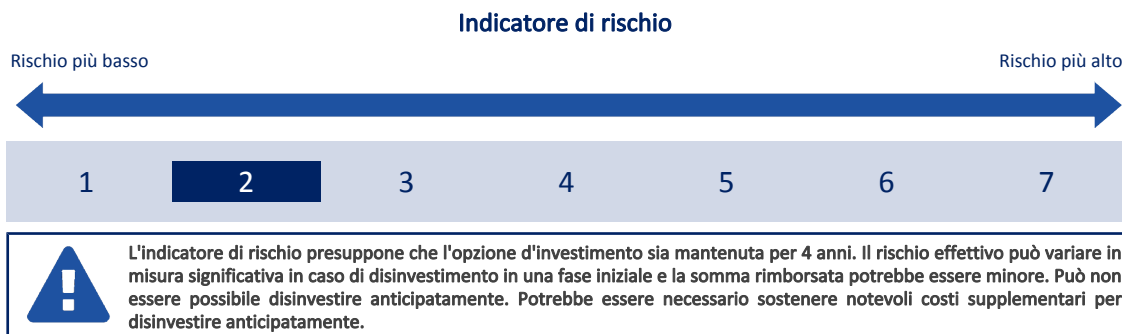 Indicatore di rischio
Rischio più basso
Rischio più alto
1 2 3 4 5 6 7
L'indicatore di rischio presuppone che l'opzione d'investimento sia mantenuta per 4 anni. Il rischio effettivo può variare in
misura significativa in caso di disinvestimento in una fase iniziale e la somma rimborsata potrebbe essere minore. Può non
essere possibile disinvestire anticipatamente. Potrebbe essere necessario sostenere notevoli costi supplementari per
disinvestire anticipatamente.